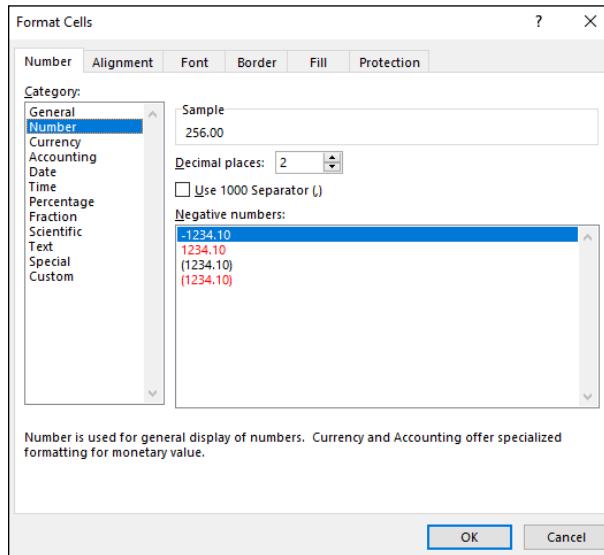 Format Cells ? X
Number Alignment Font Border Fill Protection
Category:
General
Number
Currency
Accounting
Date
Time
Percentage
Fraction
Scientific
Text
Special
Custom
Sample
256.00
Decimal places: 2
Use 1000 Separator (,)
Negative numbers:
-1234.10
1234.10
(1234.10)
(1234.10)
Number is used for general display of numbers.  Currency and Accounting offer specialized
formatting for monetary value.
OK Cancel